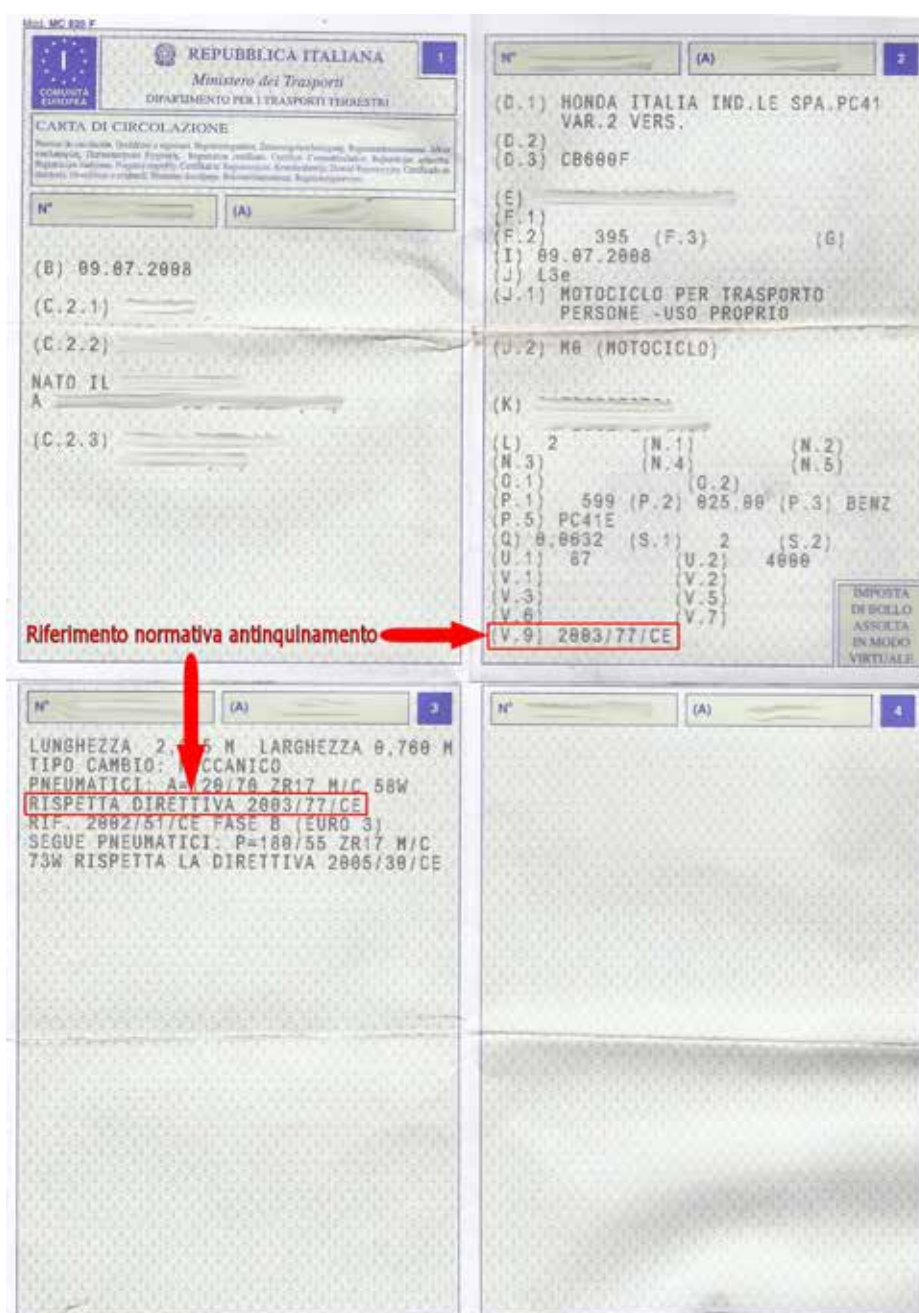 Mod. MC 820 F
COMUNITÀ
EUROPEA
REPUBBLICA ITALIANA
Ministero dei Trasporti
DIPARTIMENTO PER I TRASPORTI TERRESTRI
1
CARTA DI CIRCOLAZIONE
N° (A)
(B) 09.07.2008
(C.2.1)
(C.2.2)
NATO IL
A
(C.2.3)
N° (A) 2
(D.1) HONDA ITALIA IND.LE SPA.PC41
VAR.2 VERS.
(D.2)
(D.3) CB600F
(E)
(F.1)
(F.2) 395 (F.3) (G)
(I) 09.07.2008
(J) L3e
(J.1) MOTOCICLO PER TRASPORTO
PERSONE -USO PROPRIO
(J.2) M0 (MOTOCICLO)
(K)
(L) 2 (N.1) (N.2)
(N.3) (N.4) (N.5)
(O.1) (O.2)
(P.1) 599 (P.2) 025.00 (P.3) BENZ
(P.5) PC41E
(Q) 0,0632 (S.1) 2 (S.2)
(U.1) 87 (U.2) 4000
(V.1) (V.2)
(V.3) (V.5)
(V.6) (V.7)
(V.9) 2003/77/CE
IMPOSTA
DI BOLLO
ASSOLTA
IN MODO
VIRTUALE
Riferimento normativa antinquinamento
N° (A) 3
LUNGHEZZA M LARGHEZZA 0,760 M
TIPO CAMBIO: MECCANICO
PNEUMATICI: A=120/70 ZR17 M/C 58W
RISPETTA DIRETTIVA 2003/77/CE
RIF. 2002/51/CE FASE B (EURO 3)
SEGUE PNEUMATICI: P=180/55 ZR17 M/C
73W RISPETTA LA DIRETTIVA 2005/30/CE
N° (A) 4